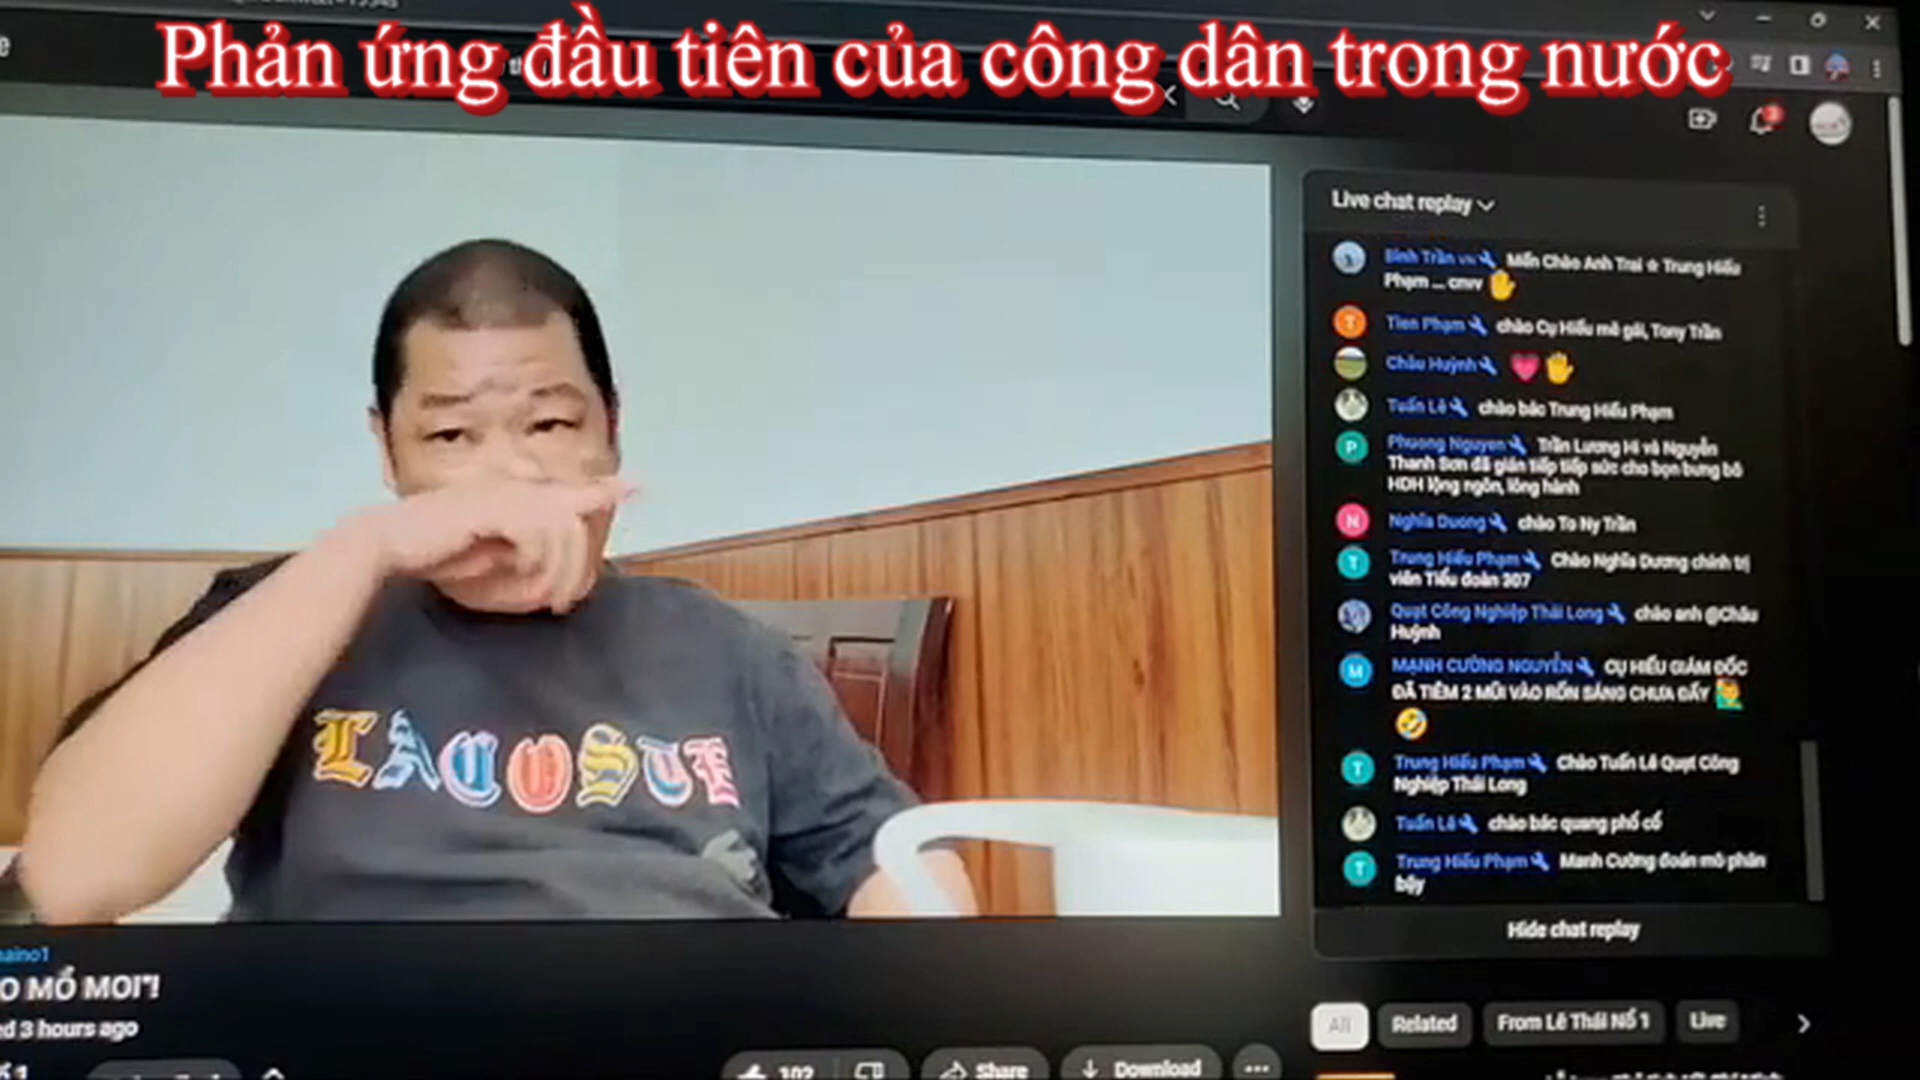 Phản ứng đầu tiên của công dân trong nước
Live chat replay
Bình Trần Mến Chào Anh Trai ☆ Trung Hiếu
Phạm ... cnvv ✋
T Tien Phạm chào Cụ Hiếu mê gái, Tony Trần
Châu Huỳnh 💗✋
Tuấn Lê chào bác Trung Hiếu Phạm
P Phuong Nguyen Trần Lương Hi và Nguyễn
Thanh Sơn đã gián tiếp tiếp sức cho bọn bưng bô
HDH lộng ngôn, lộng hành
N Nghĩa Duong chào To Ny Trần
T Trung Hiếu Phạm Chào Nghĩa Dương chính trị
viên Tiểu đoàn 307
Quạt Công Nghiệp Thái Long chào anh @Châu
Huỳnh
M MẠNH CƯỜNG NGUYỄN CỤ HIẾU GIÁM ĐỐC
ĐÃ TIÊM 2 MŨI VÀO RỐN SÁNG CHƯA ĐẤY 🙋‍♂️
🤣
T Trung Hiếu Phạm Chào Tuấn Lê Quạt Công
Nghiệp Thái Long
Tuấn Lê chào bác quang phổ cổ
T Trung Hiếu Phạm Manh Cường đoán mò phán
bậy
Hide chat replay
LACOSTE
O MỔ MOI"!
3 hours ago
All Related From Lê Thái Nổ 1 Live
102 Share Download